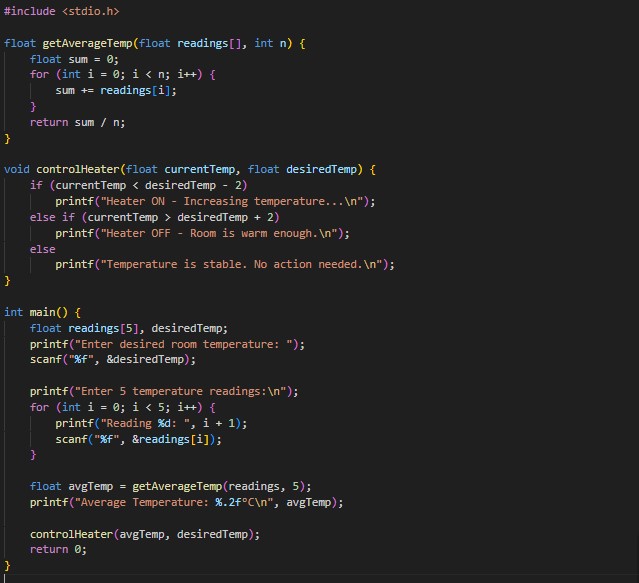 #include <stdio.h>

float getAverageTemp(float readings[], int n) {
    float sum = 0;
    for (int i = 0; i < n; i++) {
        sum += readings[i];
    }
    return sum / n;
}

void controlHeater(float currentTemp, float desiredTemp) {
    if (currentTemp < desiredTemp - 2)
        printf("Heater ON - Increasing temperature...\n");
    else if (currentTemp > desiredTemp + 2)
        printf("Heater OFF - Room is warm enough.\n");
    else
        printf("Temperature is stable. No action needed.\n");
}

int main() {
    float readings[5], desiredTemp;
    printf("Enter desired room temperature: ");
    scanf("%f", &desiredTemp);

    printf("Enter 5 temperature readings:\n");
    for (int i = 0; i < 5; i++) {
        printf("Reading %d: ", i + 1);
        scanf("%f", &readings[i]);
    }

    float avgTemp = getAverageTemp(readings, 5);
    printf("Average Temperature: %.2f°C\n", avgTemp);

    controlHeater(avgTemp, desiredTemp);
    return 0;
}